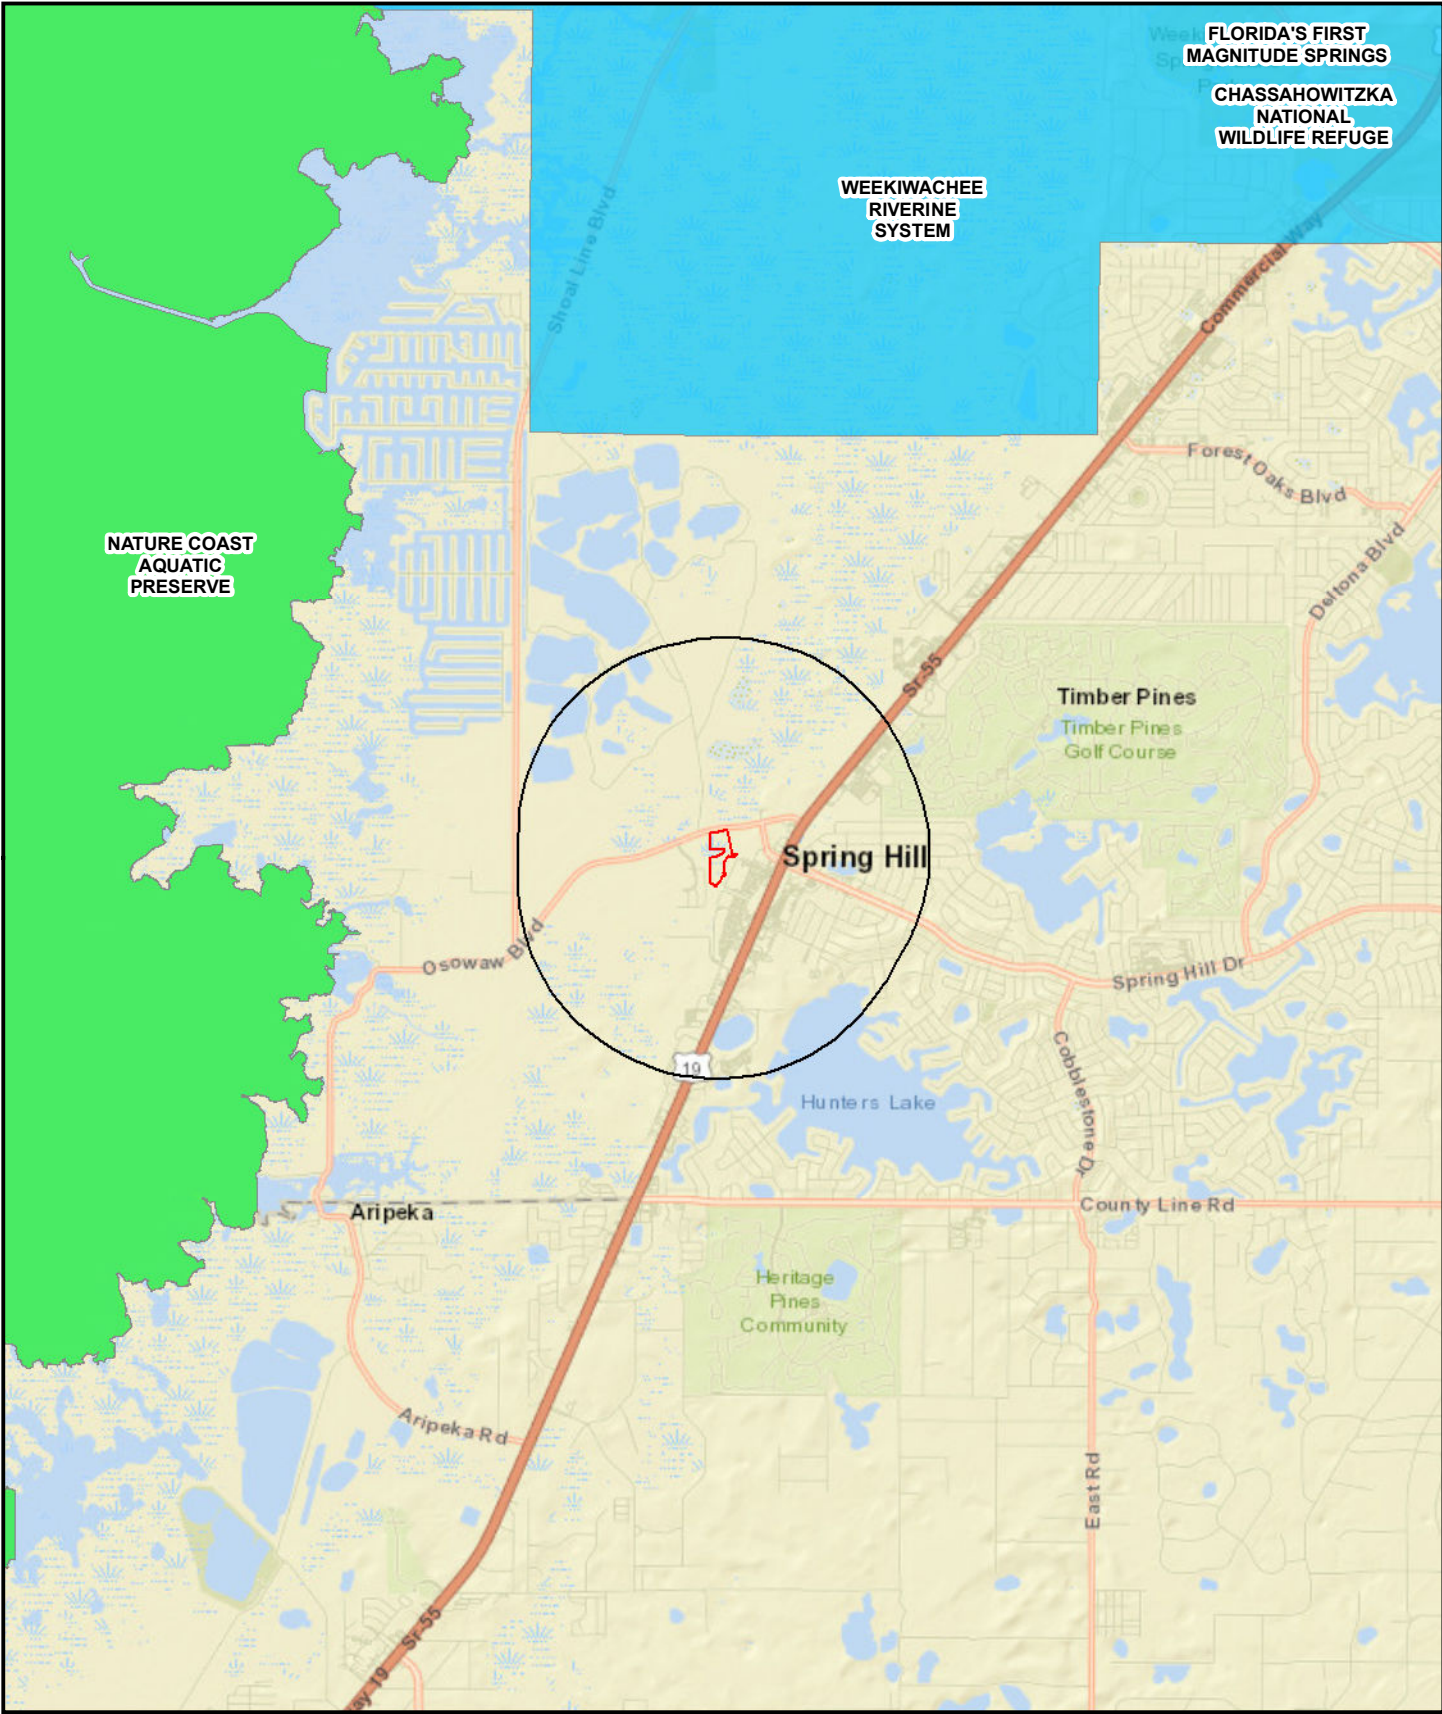 FLORIDA'S FIRST
MAGNITUDE SPRINGS
CHASSAHOWITZKA
NATIONAL
WILDLIFE REFUGE
WEEKIWACHEE
RIVERINE
SYSTEM
Shoal Line Blvd
Commercial Way
Forest Oaks Blvd
Deltona Blvd
NATURE COAST
AQUATIC
PRESERVE
Sr 55
Timber Pines
Timber Pines
Golf Course
Spring Hill
Osowaw Blvd
Spring Hill Dr
Cobblestone Dr
19
Hunters Lake
Aripeka
County Line Rd
Heritage
Pines
Community
Aripeka Rd
East Rd
Sr 55
ay 19